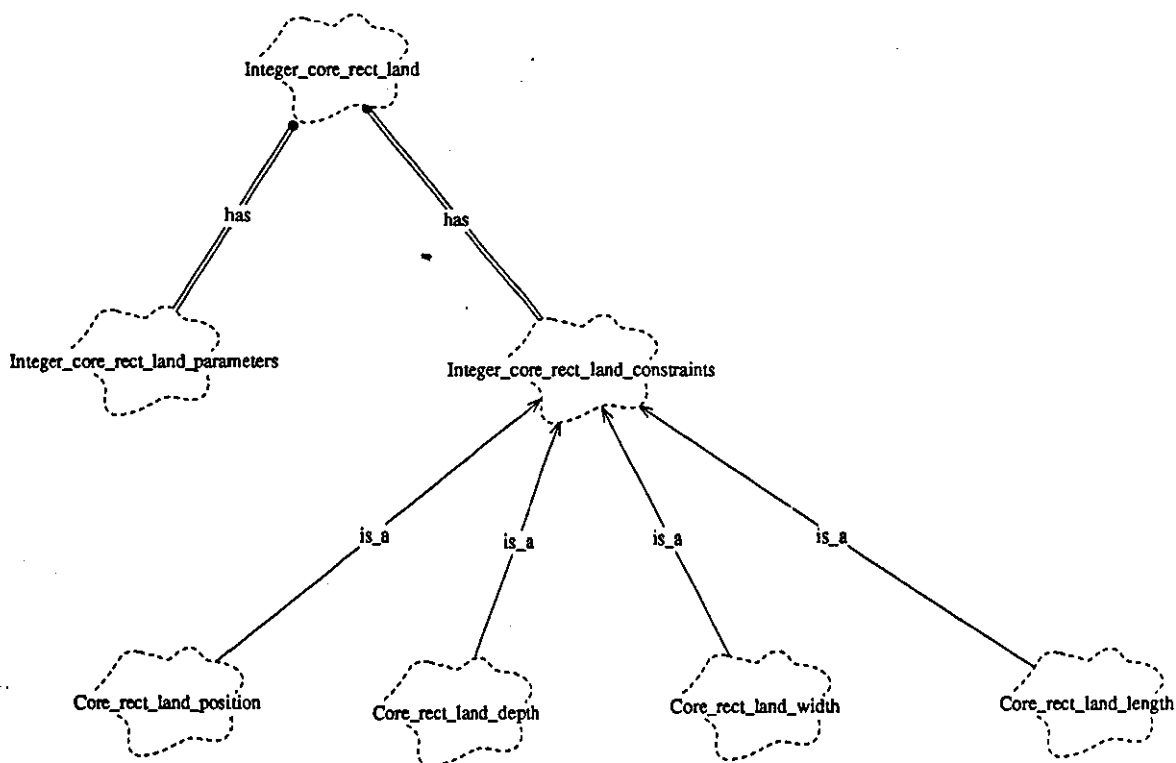 Integer_core_rect_land
has
has
Integer_core_rect_land_parameters
Integer_core_rect_land_constraints
is_a
is_a
is_a
is_a
Core_rect_land_position
Core_rect_land_depth
Core_rect_land_width
Core_rect_land_length